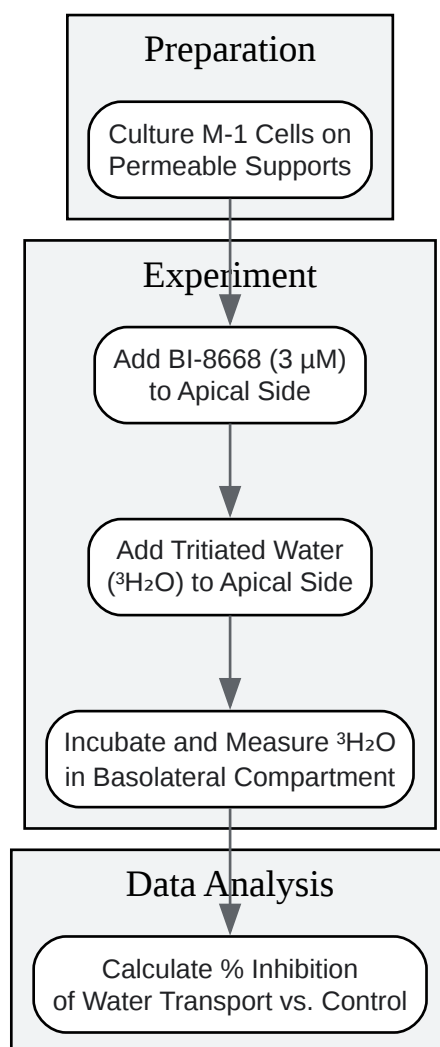 Preparation
Culture M-1 Cells on
Permeable Supports
Experiment
Add BI-8668 (3 µM)
to Apical Side
Add Tritiated Water
(³H₂O) to Apical Side
Incubate and Measure ³H₂O
in Basolateral Compartment
Data Analysis
Calculate % Inhibition
of Water Transport vs. Control